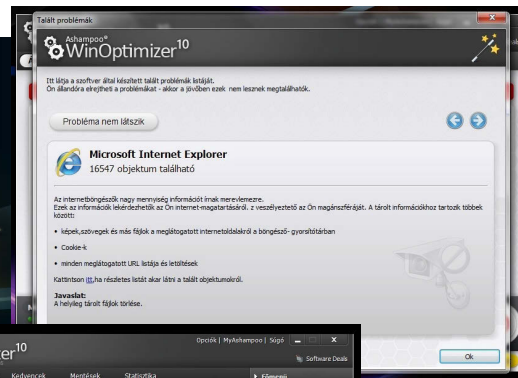 Talált problémák
Ashampoo®
WinOptimizer10
Itt látja a szoftver által készített talált problémák listáját.
Ön állandóra elrejtheti a problémákat - akkor a jövőben ezek nem lesznek megtalálhatók.
Probléma nem látszik
Microsoft Internet Explorer
16547 objektum található
Az internetböngészők nagy mennyiség információt írnak merevlemezre.
Ezek az információk lekérdezhetők az Ön internet-magatartásáról. z veszélyeztető az Ön magánszféráját. A tárolt információkhoz tartozik többek között:
• képek,szövegek és más fájlok a meglátogatott internetoldalakról a böngésző- gyorsítótárban
• Cookie-k
• minden meglátogatott URL listája és letöltések
Kattintson itt,ha részletes listát akar látni a talált objektumokról.
Javaslat:
A helyileg tárolt fájlok törlése.
Ok
Opciók | MyAshampoo | Súgó
zer10
Software Deals
Kedvencek Mentések Statisztika Főmenü